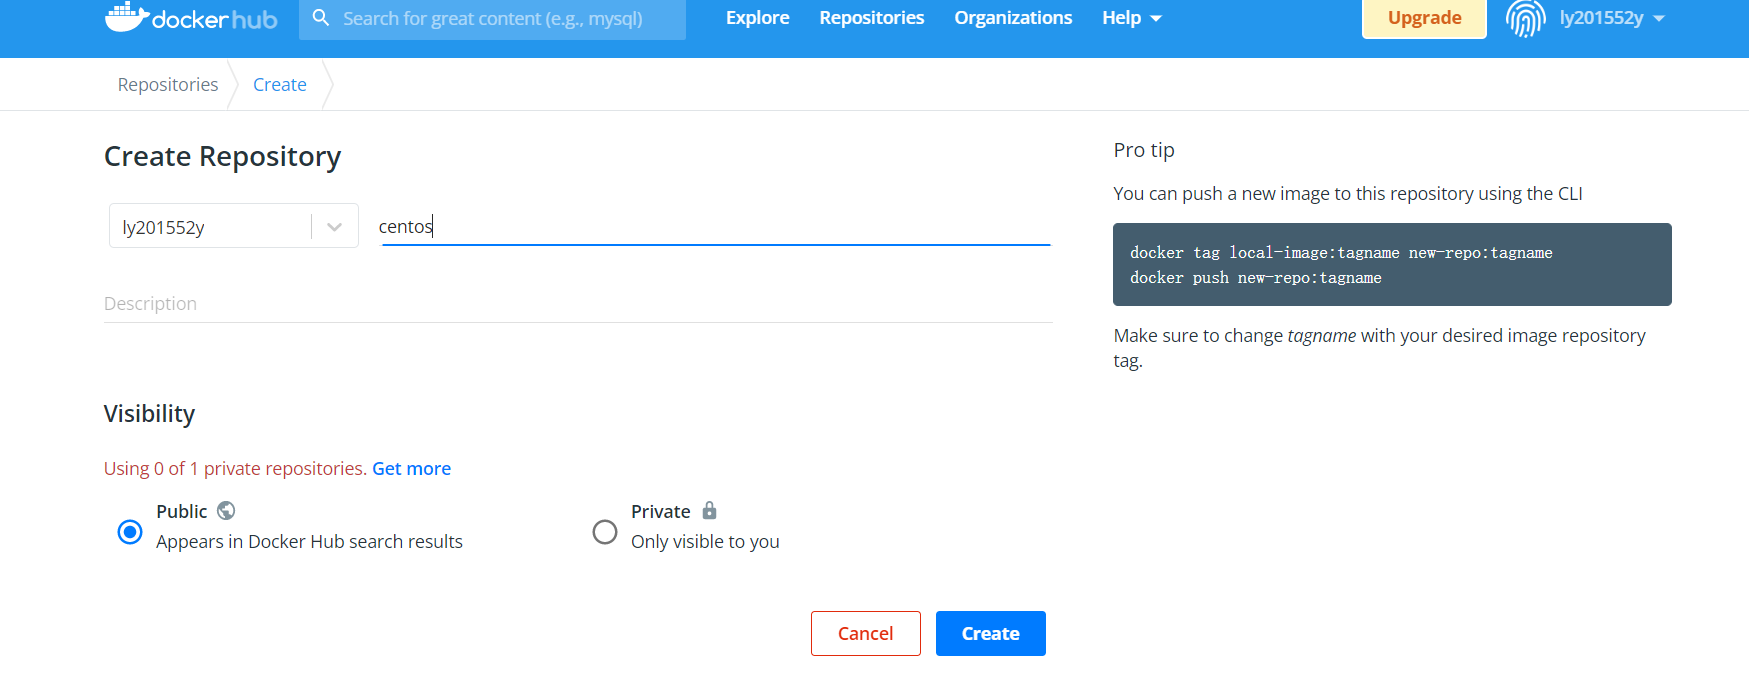 docker hub
Search for great content (e.g., mysql)
Explore
Repositories
Organizations
Help
Upgrade
ly201552y
Repositories
Create
Create Repository
ly201552y
centos
Description
Visibility
Using 0 of 1 private repositories. Get more
Public
Appears in Docker Hub search results
Private
Only visible to you
Cancel
Create
Pro tip
You can push a new image to this repository using the CLI
docker tag local-image:tagname new-repo:tagname
docker push new-repo:tagname
Make sure to change tagname with your desired image repository
tag.